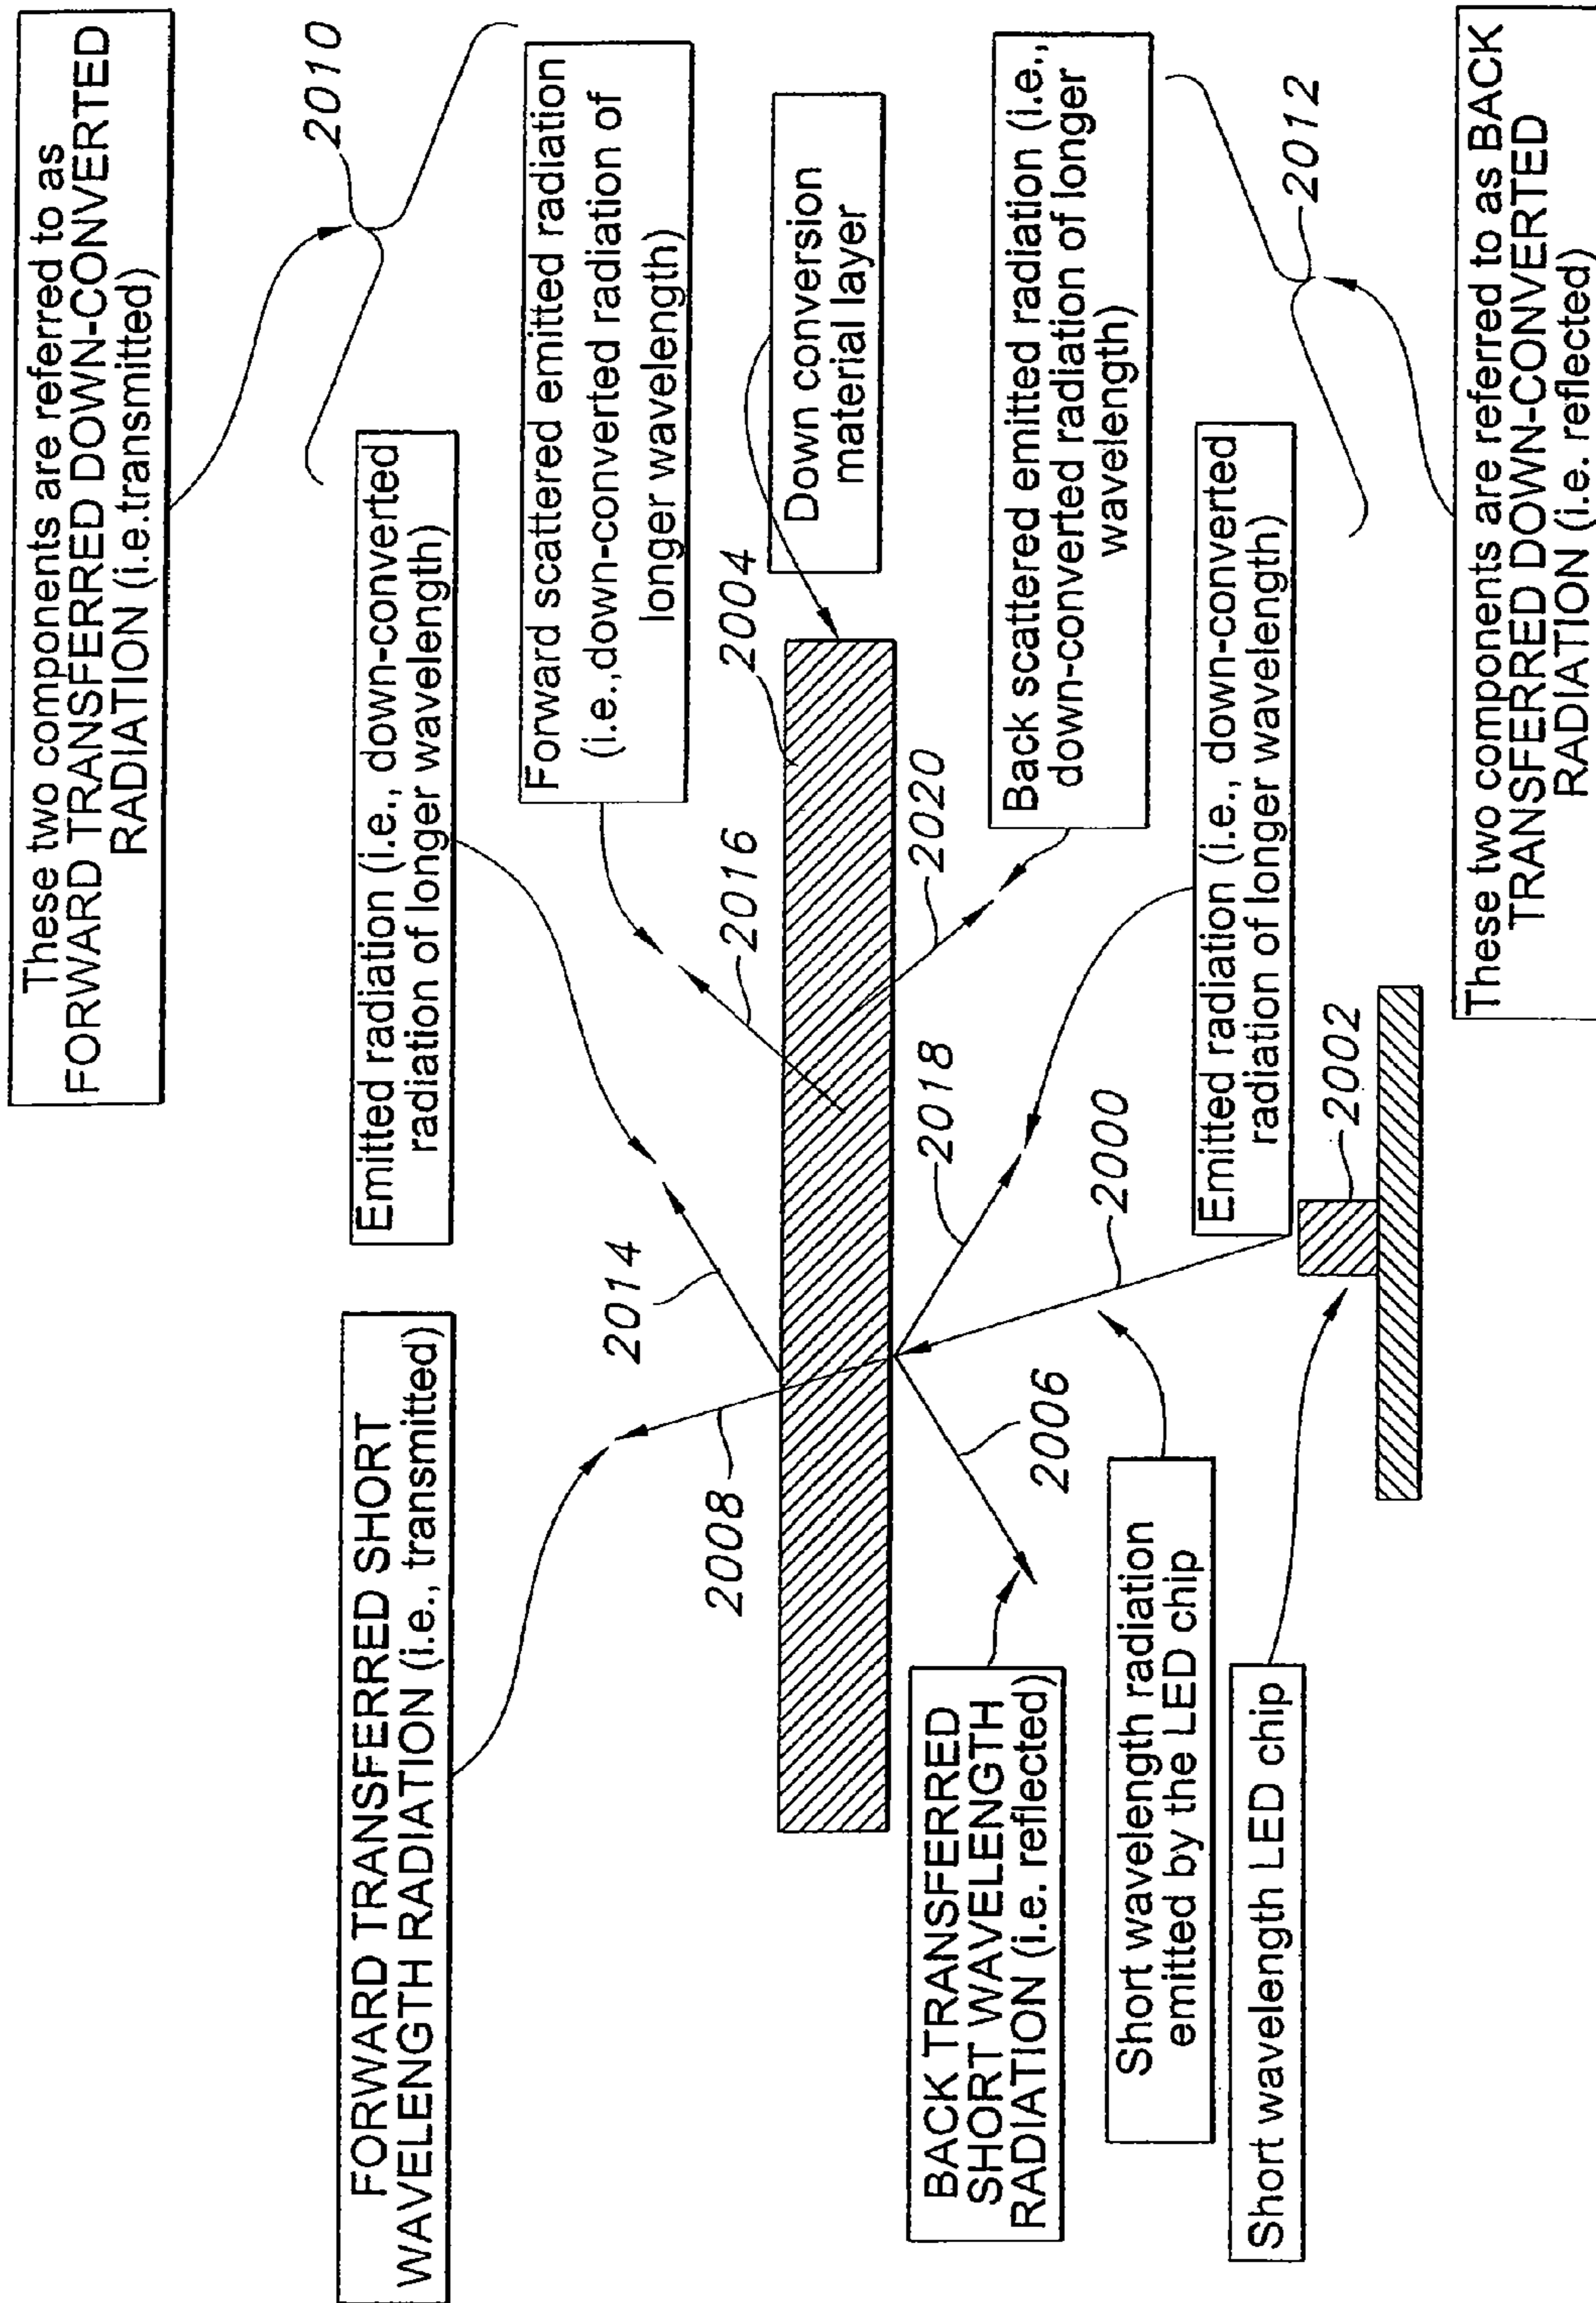 These two components are referred to as
FORWARD TRANSFERRED DOWN-CONVERTED
RADIATION (i.e.transmitted)
2010
FORWARD TRANSFERRED SHORT
WAVELENGTH RADIATION (i.e., transmitted)
Emitted radiation (i.e., down-converted
radiation of longer wavelength)
Forward scattered emitted radiation
(i.e.,down-converted radiation of
longer wavelength)
2014
2008
2016
2004
Down conversion
material layer
2006
2018
2020
2000
BACK TRANSFERRED
SHORT WAVELENGTH
RADIATION (i.e. reflected)
Back scattered emitted radiation (i.e.,
down-converted radiation of longer
wavelength)
Short wavelength radiation
emitted by the LED chip
Emitted radiation (i.e., down-converted
radiation of longer wavelength)
2012
Short wavelength LED chip
2002
These two components are referred to as BACK
TRANSFERRED DOWN-CONVERTED
RADIATION (i.e. reflected)